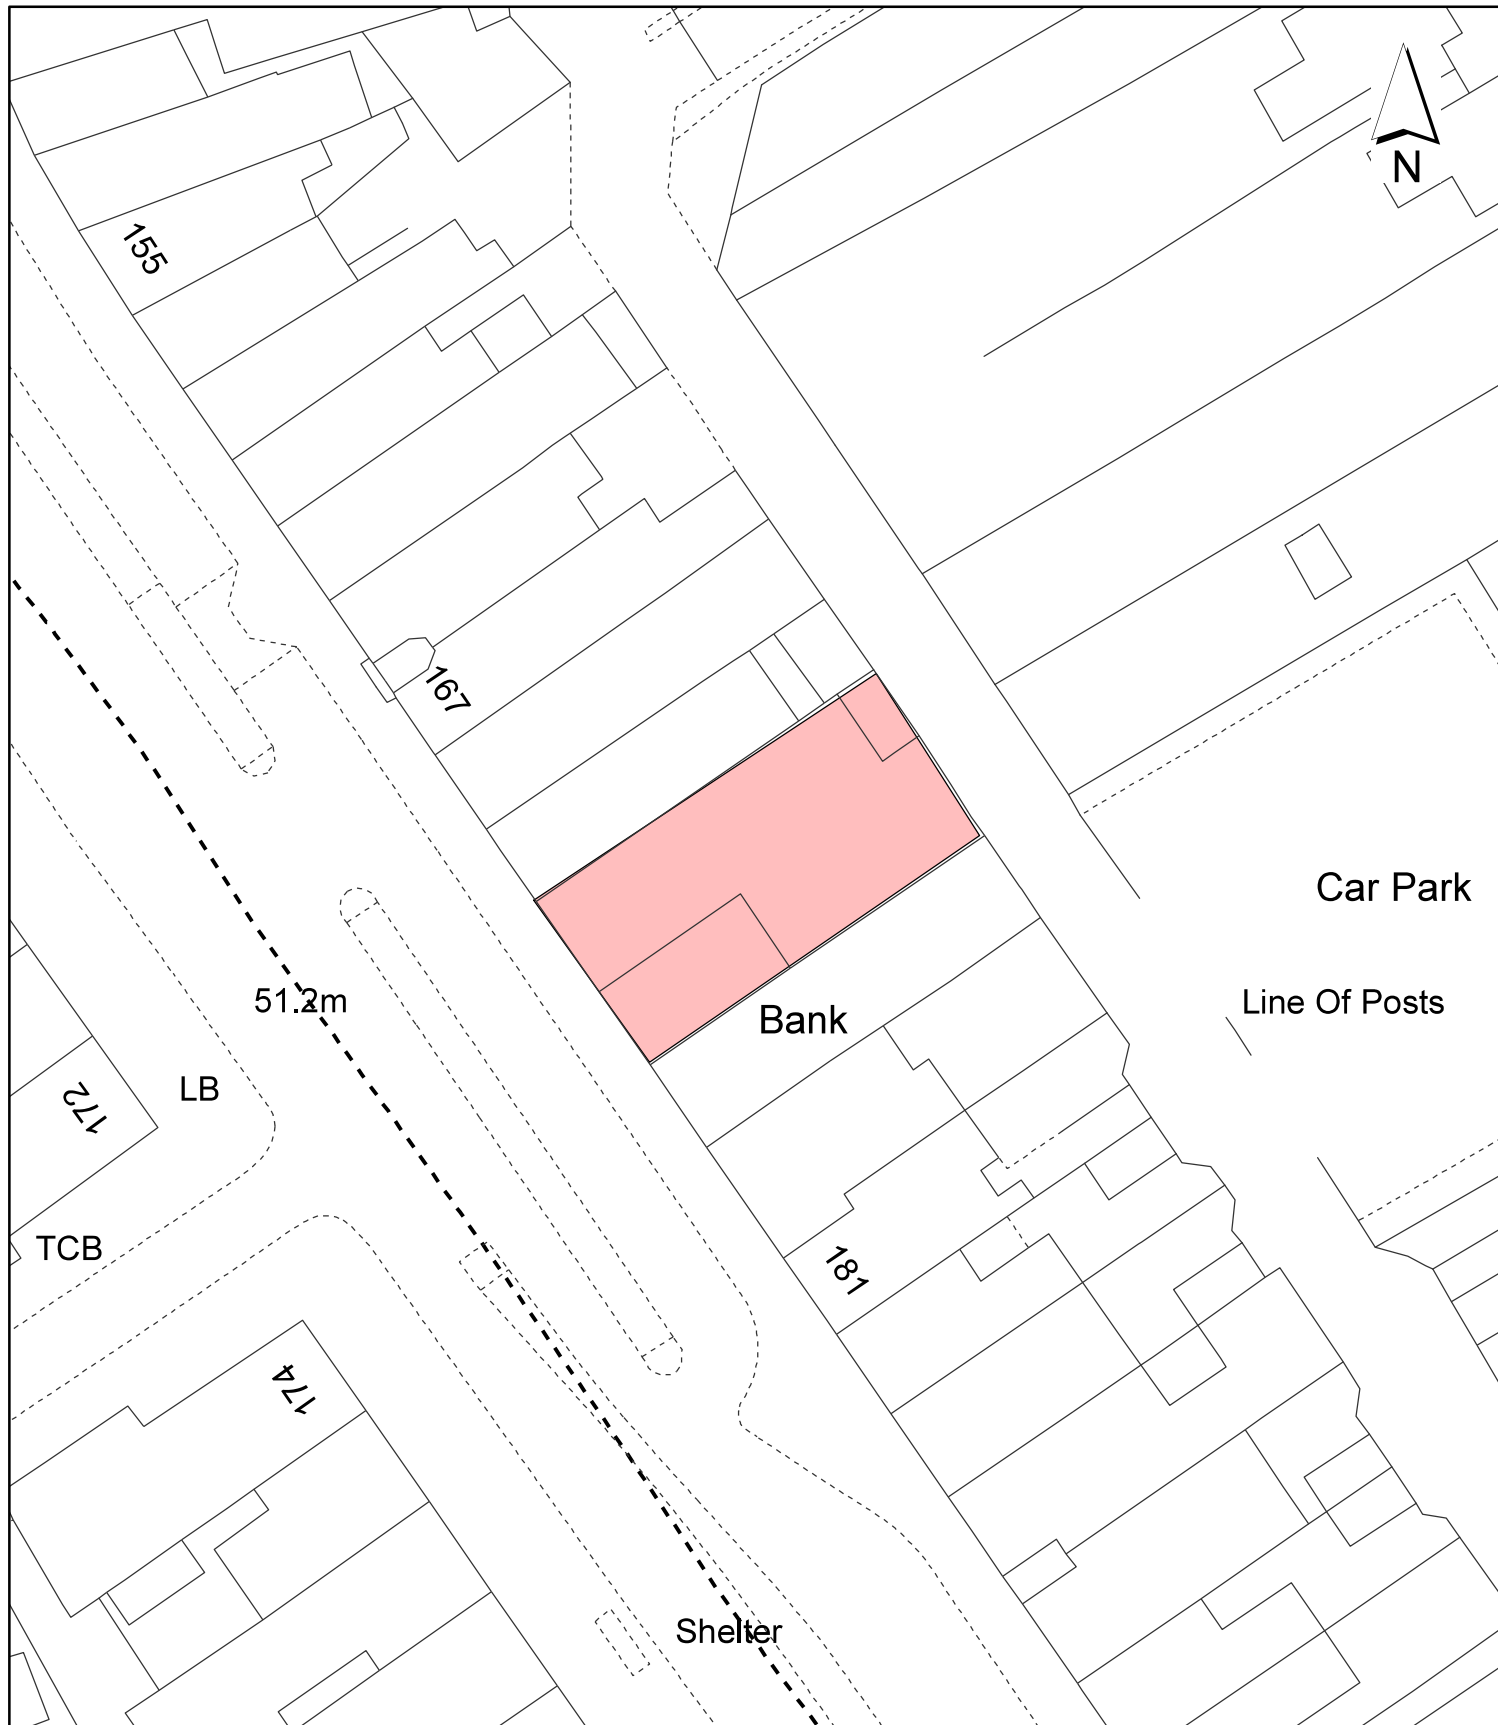 N
155
167
Car Park
51.2m
Line Of Posts
Bank
LB
172
TCB
181
174
Shelter